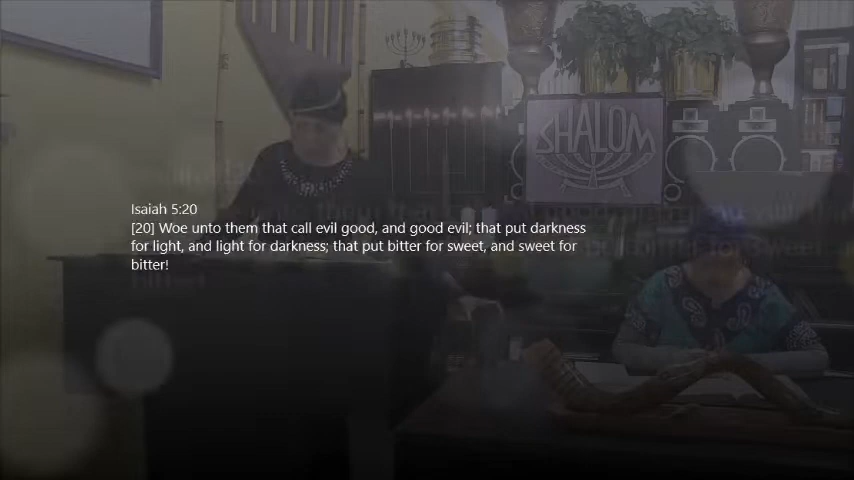 SHALOM
Isaiah 5:20
[20] Woe unto them that call evil good, and good evil; that put darkness
for light, and light for darkness; that put bitter for sweet, and sweet for
bitter!